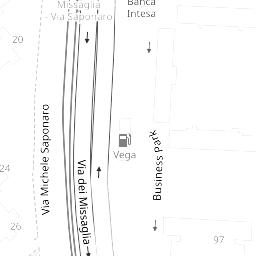 Missaglia
- Via Saponaro
Banca
Intesa
20
Via Michele Saponaro
Via dei Missaglia
Vega
Business Park
24
26
97